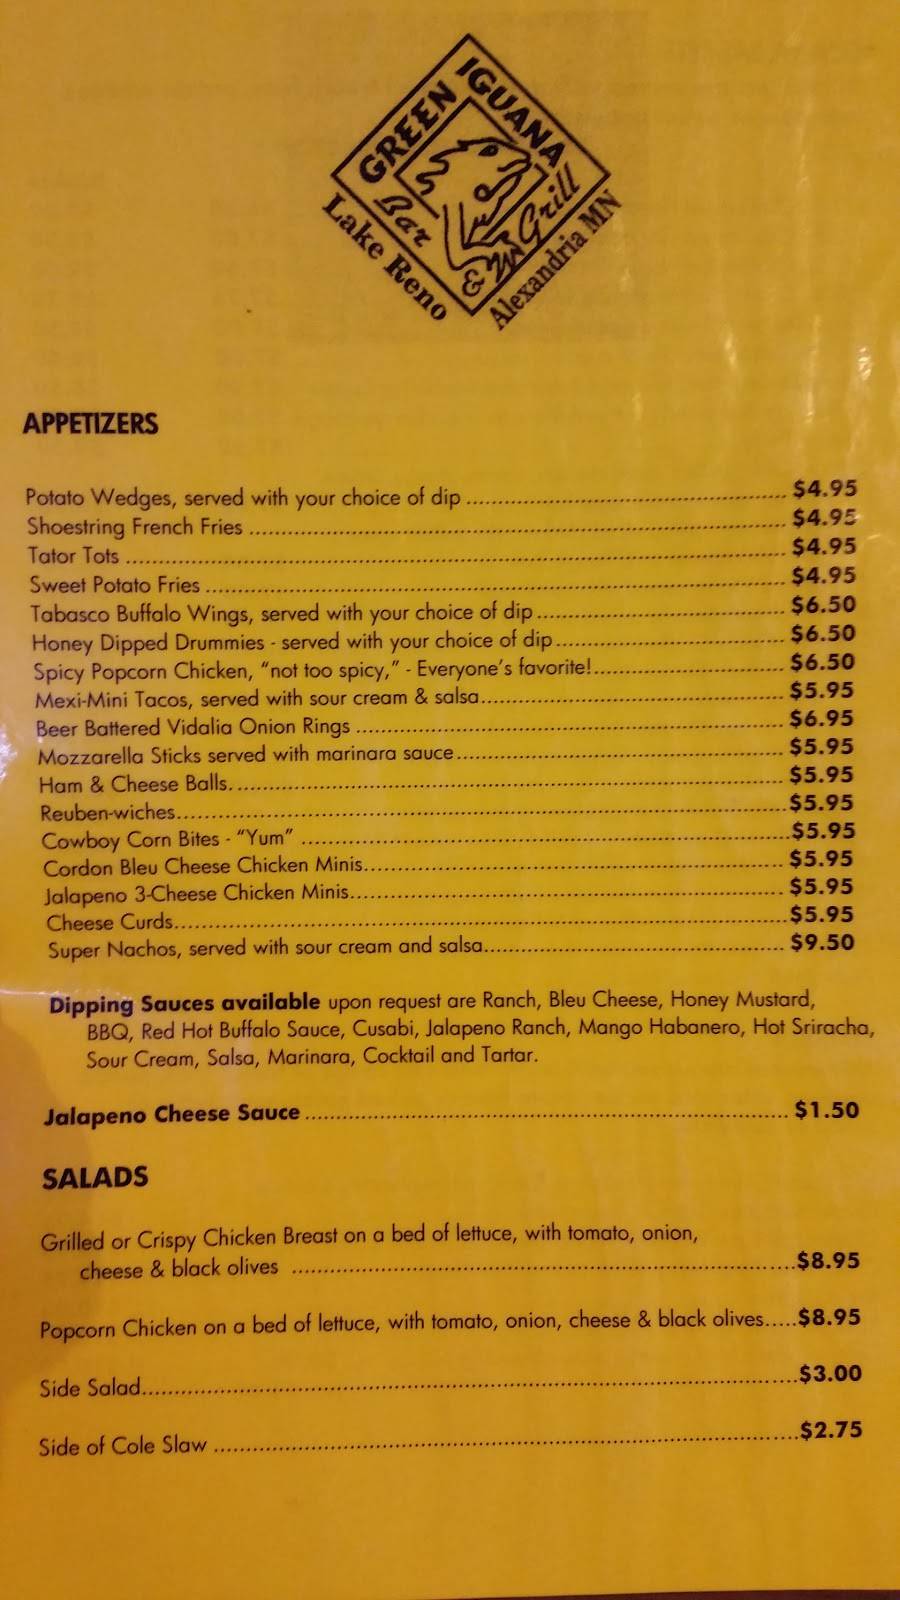 GREEN IGUANA
Bar & Grill
Lake Reno
Alexandria MN
APPETIZERS
Potato Wedges, served with your choice of dip ........ $4.95
Shoestring French Fries ........ $4.95
Tator Tots ........ $4.95
Sweet Potato Fries ........ $4.95
Tabasco Buffalo Wings, served with your choice of dip ........ $6.50
Honey Dipped Drummies - served with your choice of dip ........ $6.50
Spicy Popcorn Chicken, “not too spicy,” - Everyone’s favorite! ........ $6.50
Mexi-Mini Tacos, served with sour cream & salsa ........ $5.95
Beer Battered Vidalia Onion Rings ........ $6.95
Mozzarella Sticks served with marinara sauce ........ $5.95
Ham & Cheese Balls ........ $5.95
Reuben-wiches ........ $5.95
Cowboy Corn Bites - “Yum” ........ $5.95
Cordon Bleu Cheese Chicken Minis ........ $5.95
Jalapeno 3-Cheese Chicken Minis ........ $5.95
Cheese Curds ........ $5.95
Super Nachos, served with sour cream and salsa ........ $9.50
Dipping Sauces available upon request are Ranch, Bleu Cheese, Honey Mustard,
BBQ, Red Hot Buffalo Sauce, Cusabi, Jalapeno Ranch, Mango Habanero, Hot Sriracha,
Sour Cream, Salsa, Marinara, Cocktail and Tartar.
Jalapeno Cheese Sauce ........ $1.50
SALADS
Grilled or Crispy Chicken Breast on a bed of lettuce, with tomato, onion,
cheese & black olives ........ $8.95
Popcorn Chicken on a bed of lettuce, with tomato, onion, cheese & black olives.....$8.95
Side Salad ........ $3.00
Side of Cole Slaw ........ $2.75